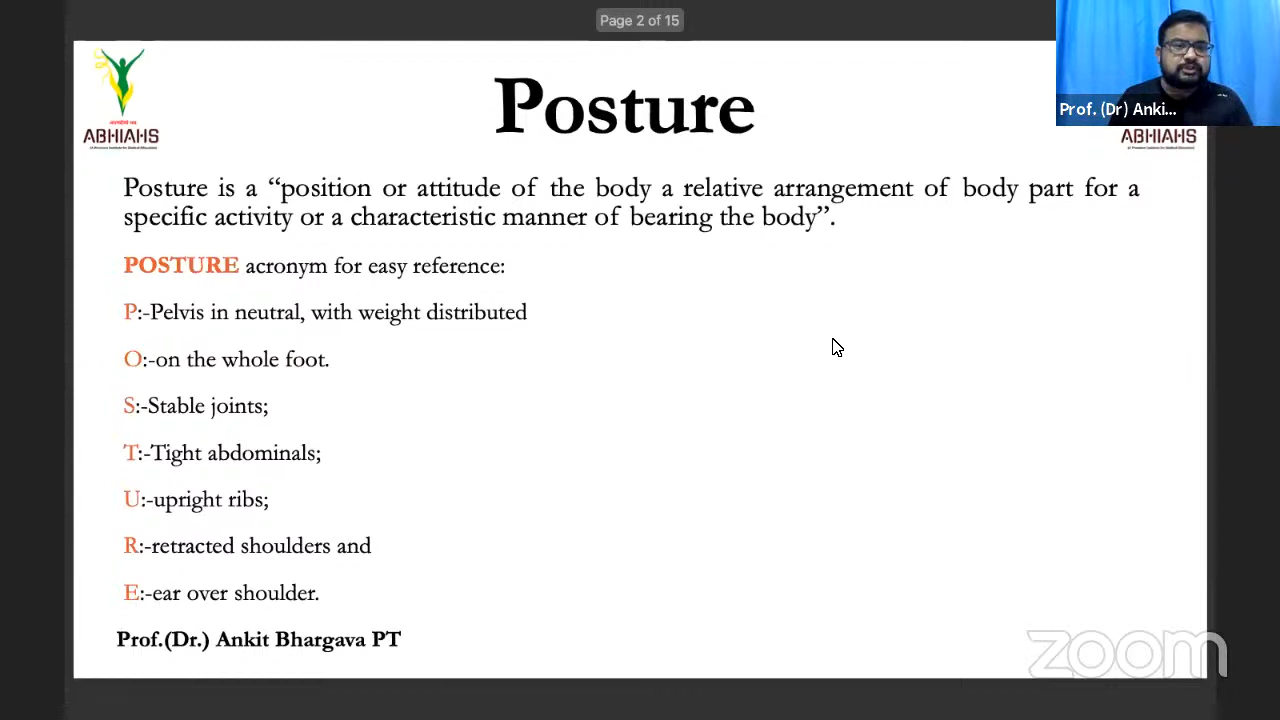 Page 2 of 15
Prof. (Dr) Anki...
ABHIAHS
ABHIAHS
Posture
Posture is a “position or attitude of the body a relative arrangement of body part for a
specific activity or a characteristic manner of bearing the body”.
POSTURE acronym for easy reference:
P:-Pelvis in neutral, with weight distributed
O:-on the whole foot.
S:-Stable joints;
T:-Tight abdominals;
U:-upright ribs;
R:-retracted shoulders and
E:-ear over shoulder.
Prof.(Dr.) Ankit Bhargava PT
zoom